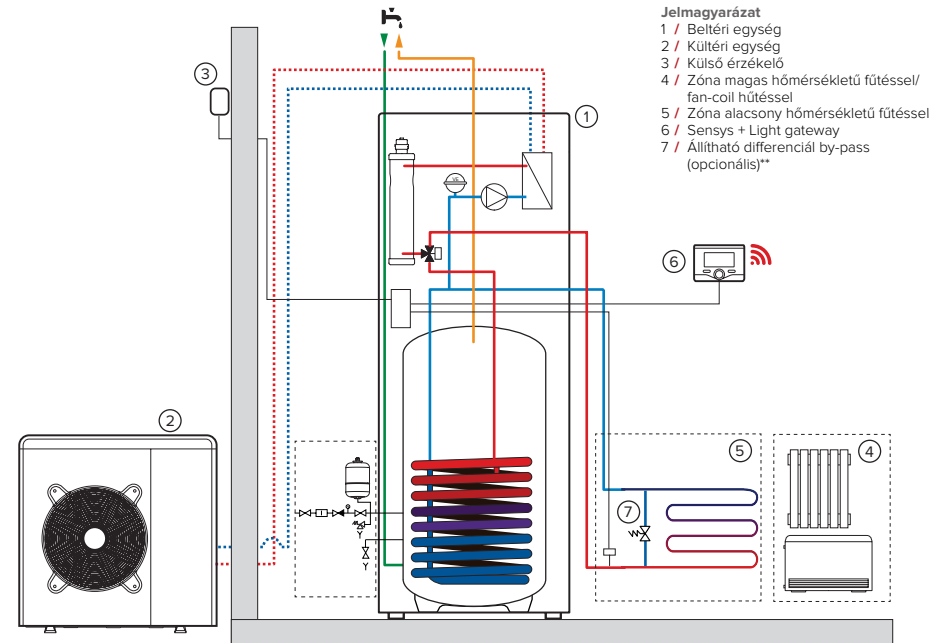 Jelmagyarázat
1 / Beltéri egység
2 / Kültéri egység
3 / Külső érzékelő
4 / Zóna magas hőmérsékletű fűtéssel/
fan-coil hűtéssel
5 / Zóna alacsony hőmérsékletű fűtéssel
6 / Sensys + Light gateway
7 / Állítható differenciál by-pass
(opcionális)**
3
1
VE
6
2
5
4
7